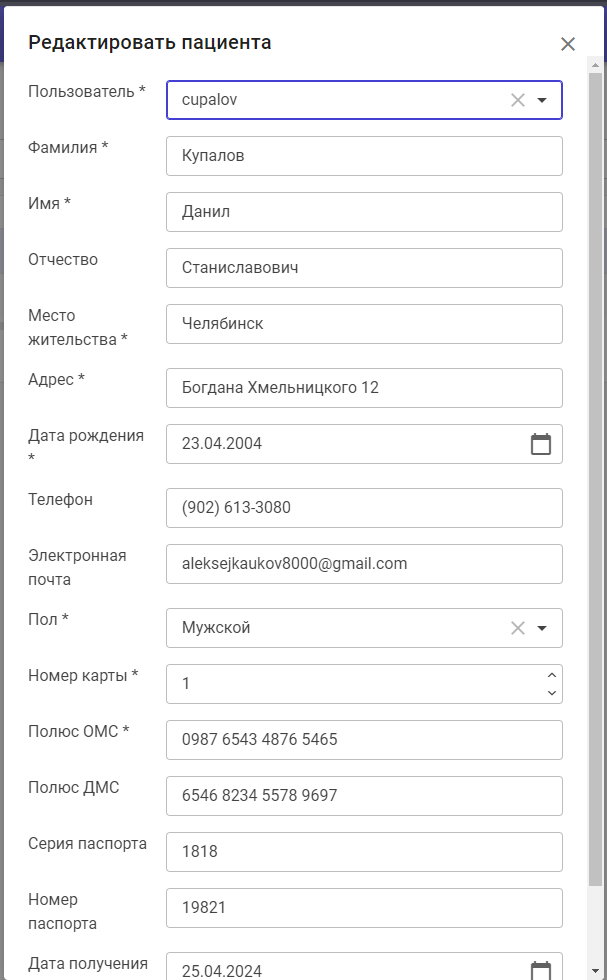 Редактировать пациента
Пользователь *
cupalov
Фамилия *
Купалов
Имя *
Данил
Отчество
Станиславович
Место
жительства *
Челябинск
Адрес *
Богдана Хмельницкого 12
Дата рождения
*
23.04.2004
Телефон
(902) 613-3080
Электронная
почта
aleksejkaukov8000@gmail.com
Пол *
Мужской
Номер карты *
1
Полюс ОМС *
0987 6543 4876 5465
Полюс ДМС
6546 8234 5578 9697
Серия паспорта
1818
Номер
паспорта
19821
Дата получения
25.04.2024